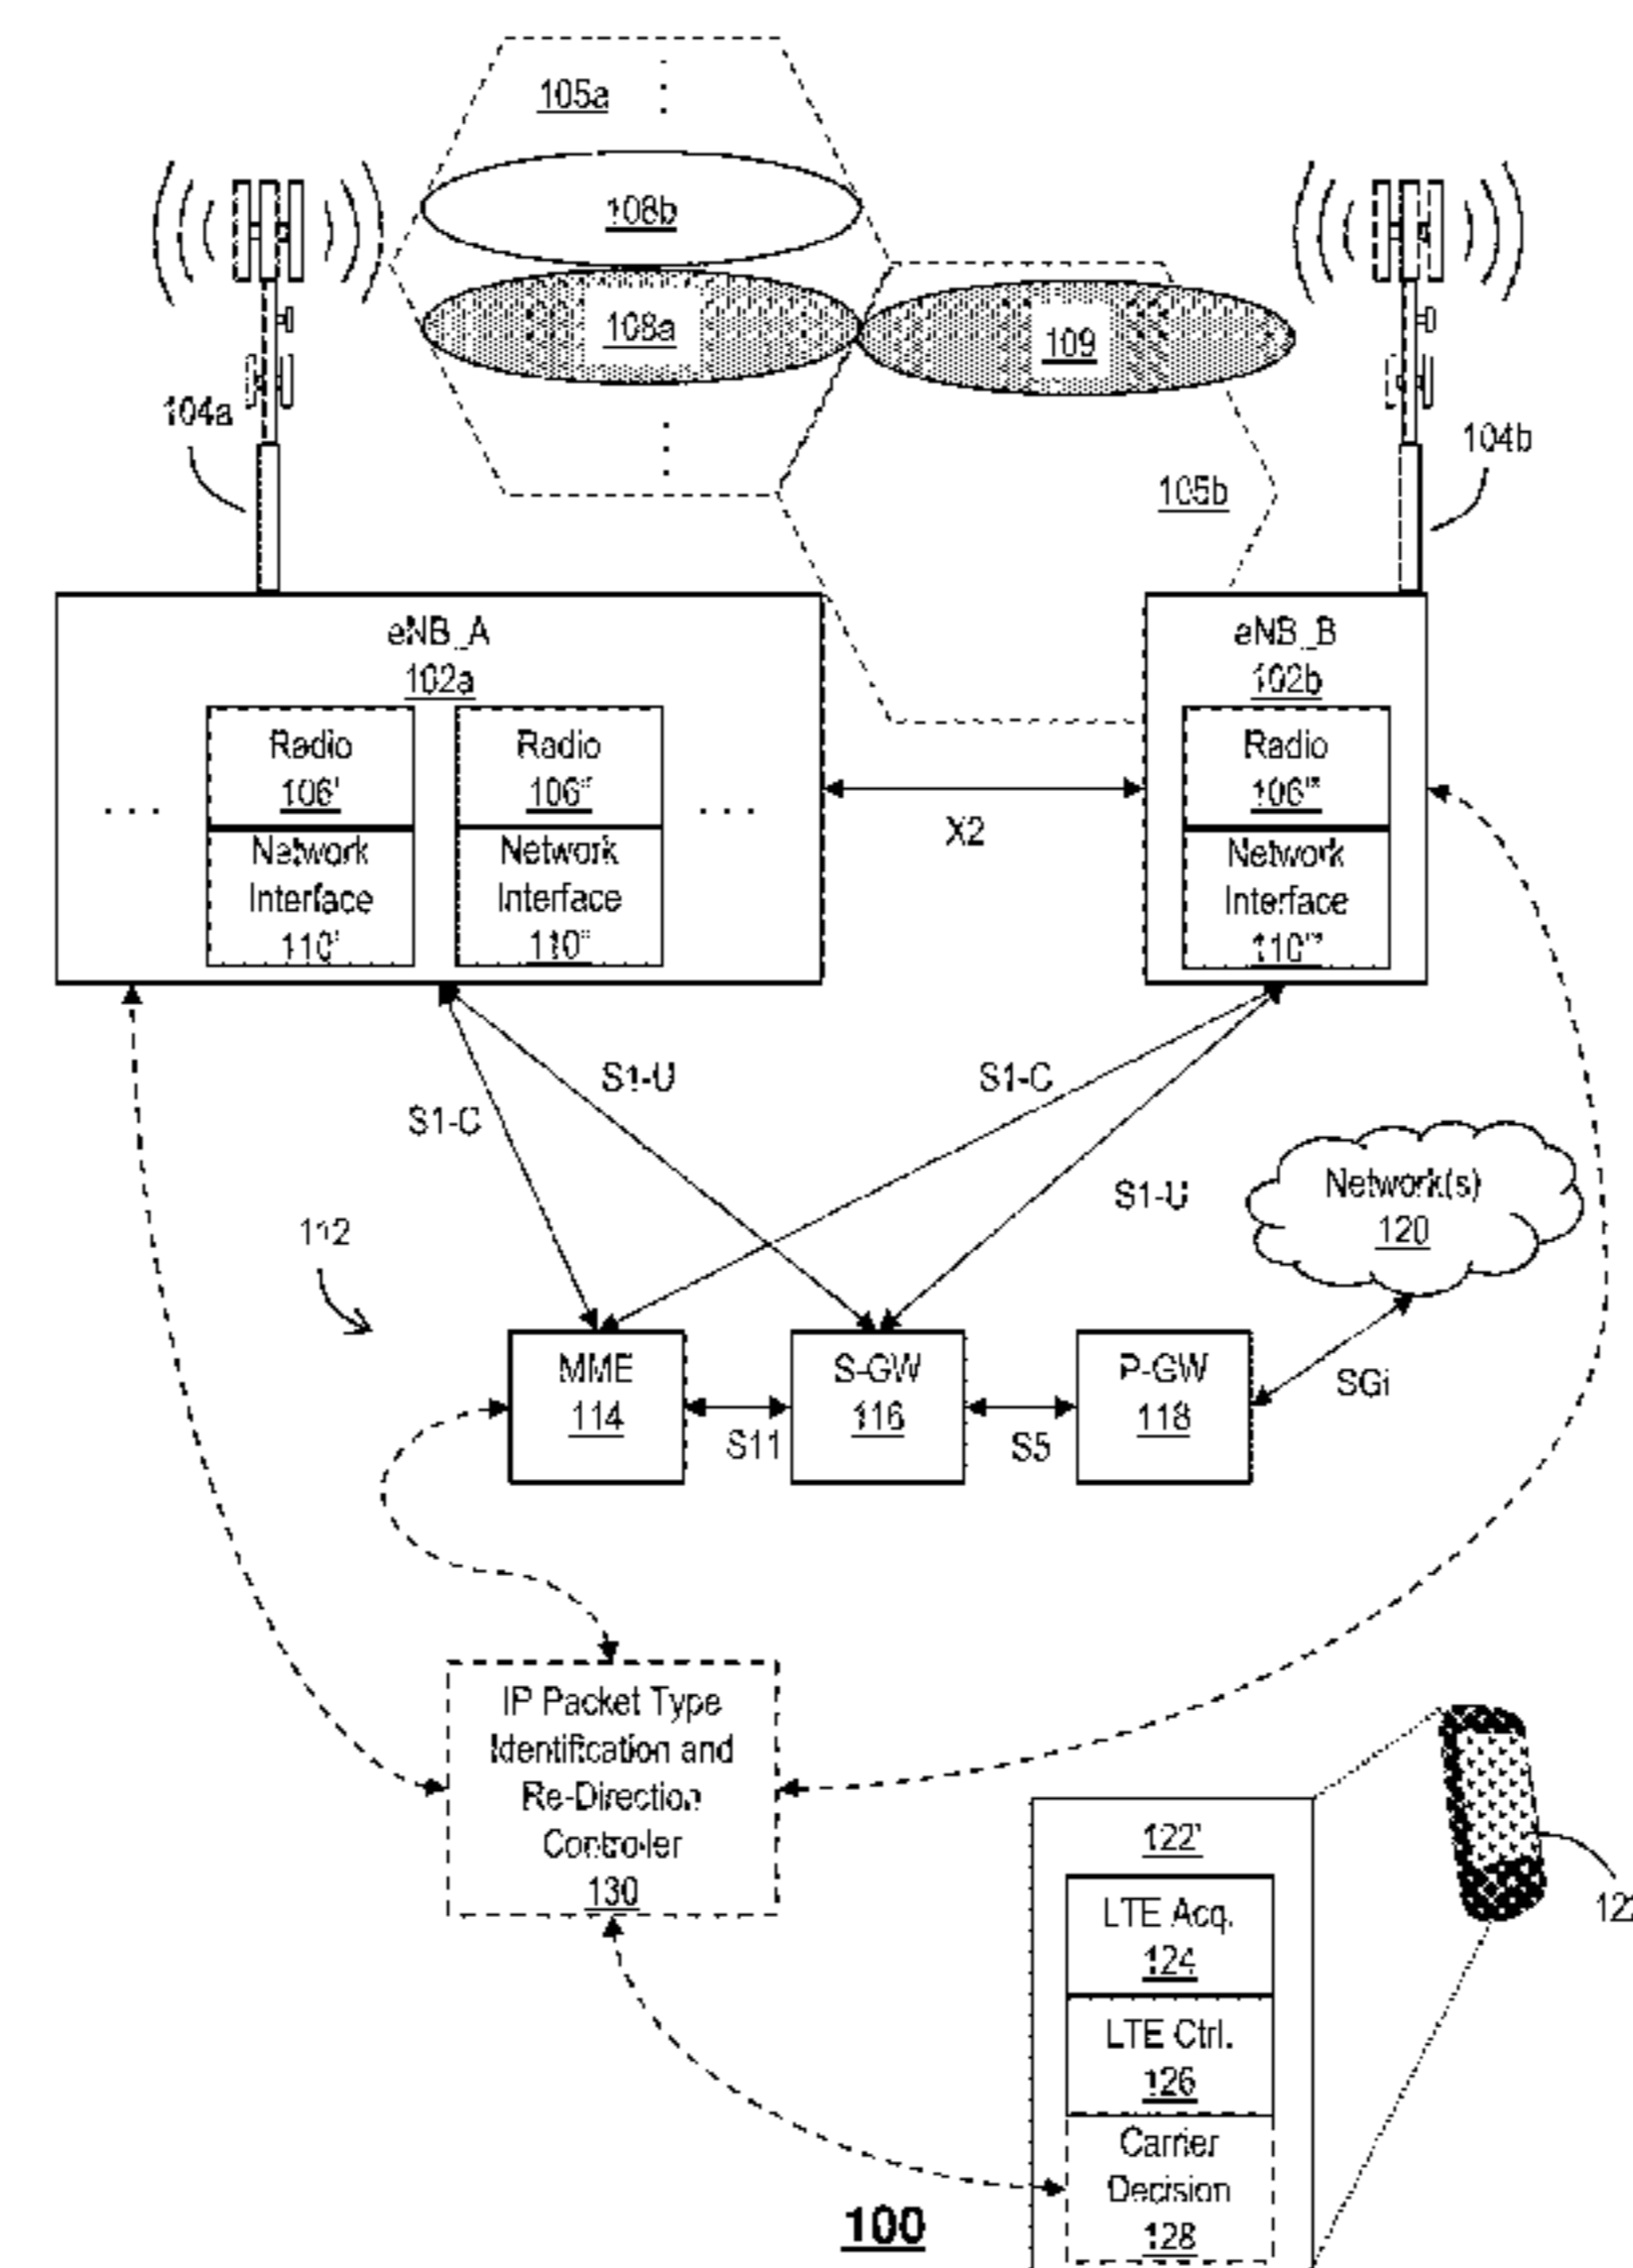 105a
108b
108a
109
104a
104b
105b
eNB_A
102a
eNB_B
102b
Radio
106'
Radio
106"
Radio
106'"
. . .
. . .
Network
Interface
110'
Network
Interface
110"
Network
Interface
110'"
X2
S1-U
S1-C
S1-C
S1-U
Network(s)
120
112
MME
114
S-GW
116
P-GW
118
S11
S5
SGi
IP Packet Type
Identification and
Re-Direction
Controller
130
122'
LTE Acq.
124
LTE Ctrl.
126
Carrier
Decision
128
100